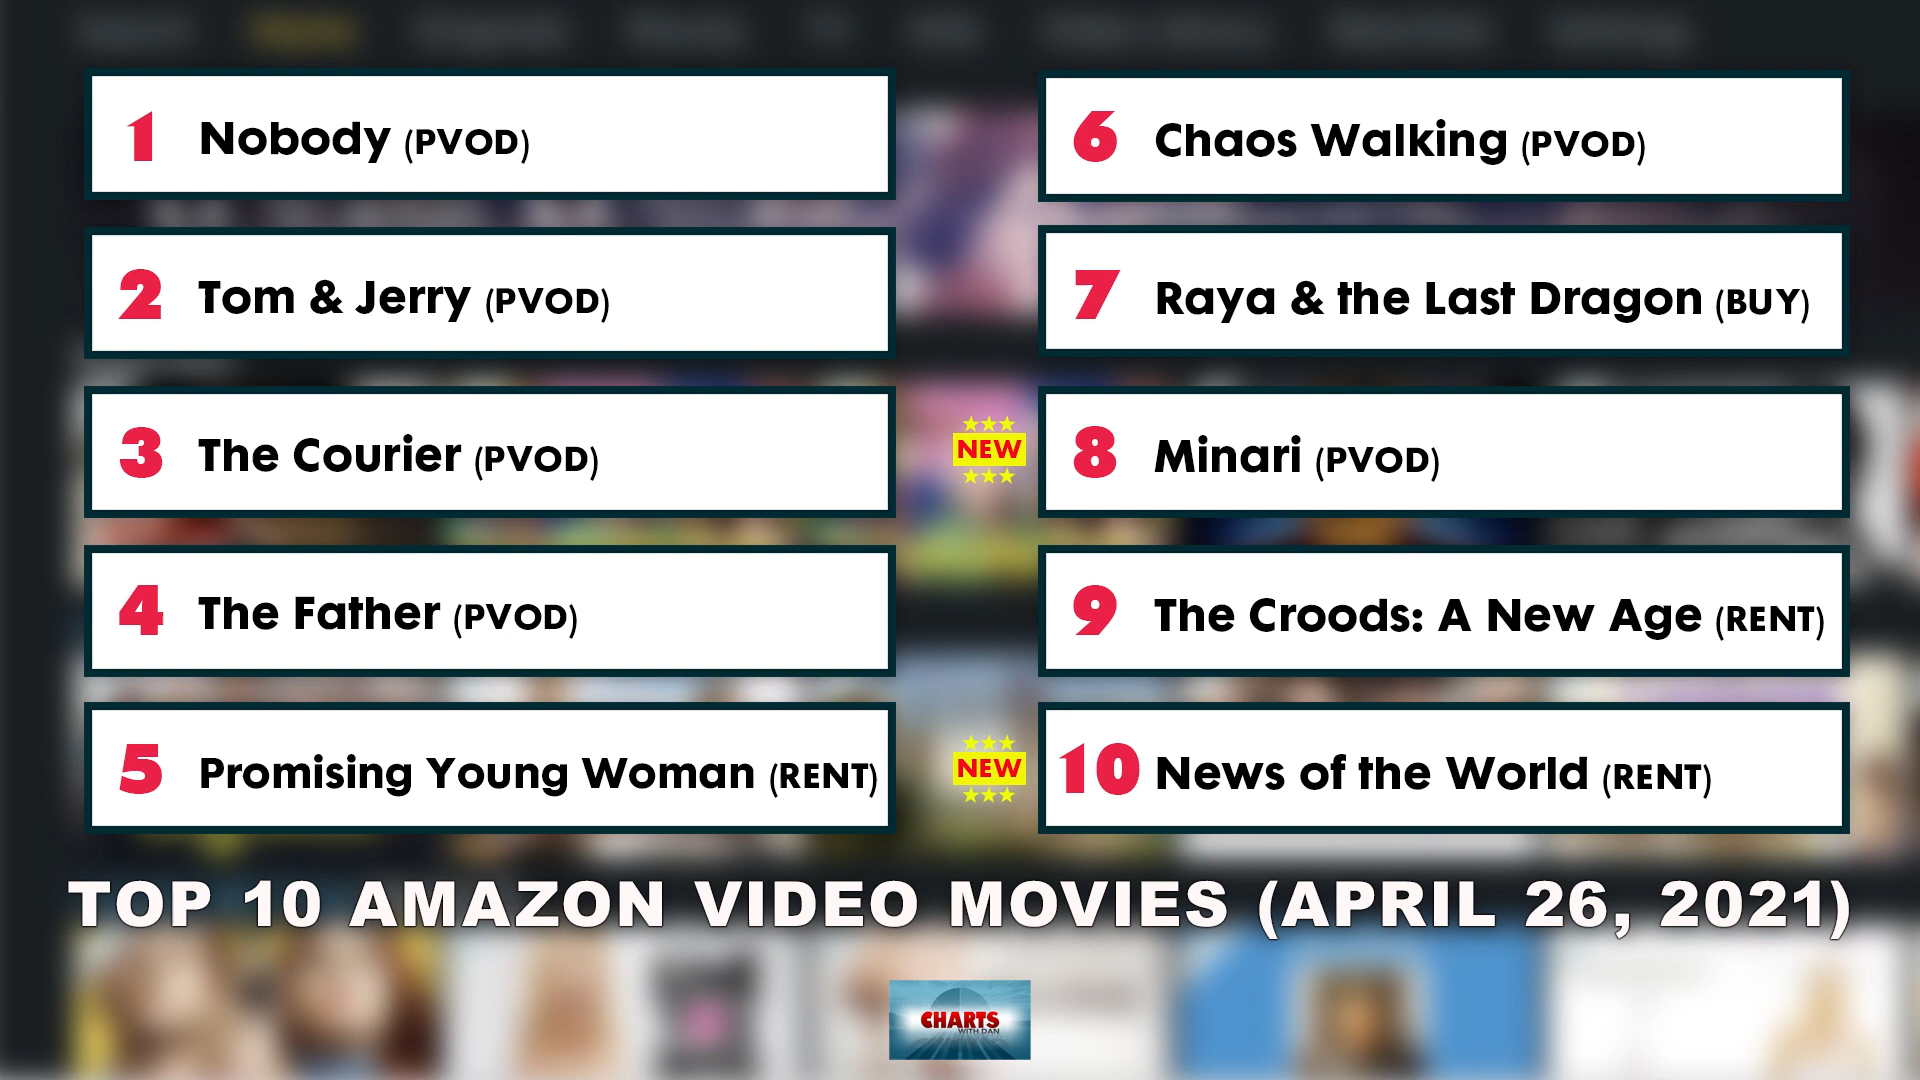 1 Nobody (PVOD)
2 Tom & Jerry (PVOD)
3 The Courier (PVOD)
4 The Father (PVOD)
5 Promising Young Woman (RENT)
6 Chaos Walking (PVOD)
7 Raya & the Last Dragon (BUY)
NEW
8 Minari (PVOD)
9 The Croods: A New Age (RENT)
NEW
10 News of the World (RENT)
TOP 10 AMAZON VIDEO MOVIES (APRIL 26, 2021)
CHARTS
WITH DAN